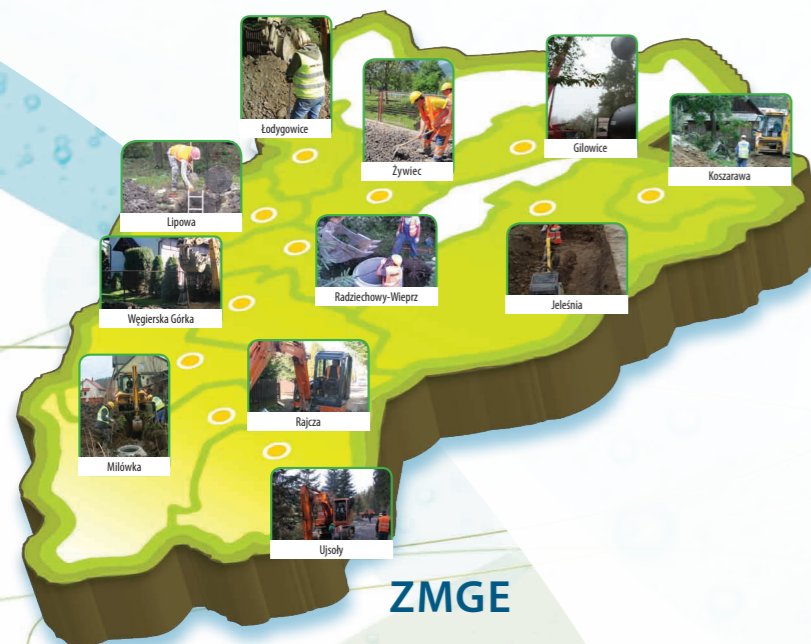 Łodygowice
Żywiec
Gilowice
Koszarawa
Lipowa
Radziechowy-Wieprz
Jeleśnia
Węgierska Górka
Rajcza
Milówka
Ujsoły
ZMGE